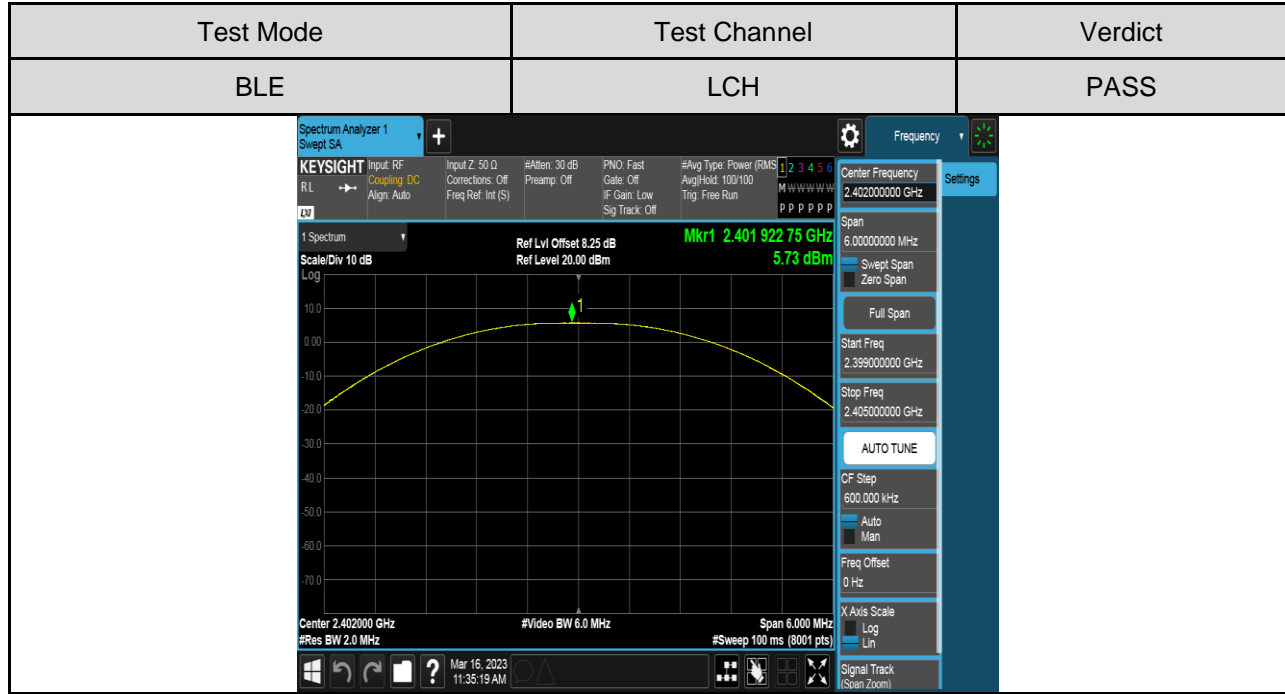 Test Mode Test Channel Verdict
BLE LCH PASS
Spectrum Analyzer 1
Swept SA
+
Frequency
KEYSIGHT
RL
LXI
Input: RF
Coupling: DC
Align: Auto
Input Z: 50 Ω
Corrections: Off
Freq Ref: Int (S)
#Atten: 30 dB
Preamp: Off
PNO: Fast
Gate: Off
IF Gain: Low
Sig Track: Off
#Avg Type: Power (RMS
Avg|Hold: 100/100
Trig: Free Run
1 2 3 4 5 6
M W W W W W
P P P P P P
1 Spectrum
Scale/Div 10 dB
Log
Ref Lvl Offset 8.25 dB
Ref Level 20.00 dBm
Mkr1 2.401 922 75 GHz
5.73 dBm
1
10.0
0.00
-10.0
-20.0
-30.0
-40.0
-50.0
-60.0
-70.0
Center 2.402000 GHz
#Res BW 2.0 MHz
#Video BW 6.0 MHz
Span 6.000 MHz
#Sweep 100 ms (8001 pts)
?
Mar 16, 2023
11:35:19 AM
Center Frequency
2.402000000 GHz
Settings
Span
6.00000000 MHz
Swept Span
Zero Span
Full Span
Start Freq
2.399000000 GHz
Stop Freq
2.405000000 GHz
AUTO TUNE
CF Step
600.000 kHz
Auto
Man
Freq Offset
0 Hz
X Axis Scale
Log
Lin
Signal Track
(Span Zoom)